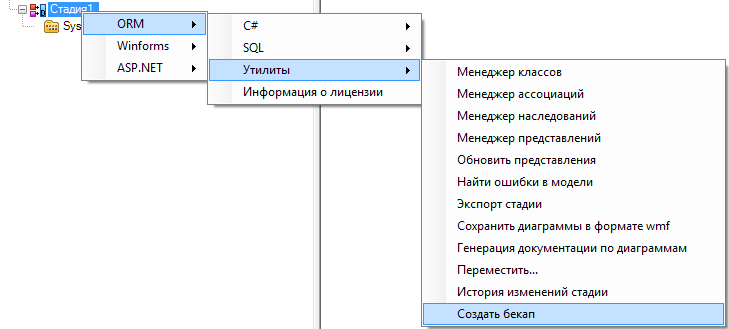 Стадия1
Sys
ORM
Winforms
ASP.NET
C#
SQL
Утилиты
Информация о лицензии
Менеджер классов
Менеджер ассоциаций
Менеджер наследований
Менеджер представлений
Обновить представления
Найти ошибки в модели
Экспорт стадии
Сохранить диаграммы в формате wmf
Генерация документации по диаграммам
Переместить...
История изменений стадии
Создать бекап